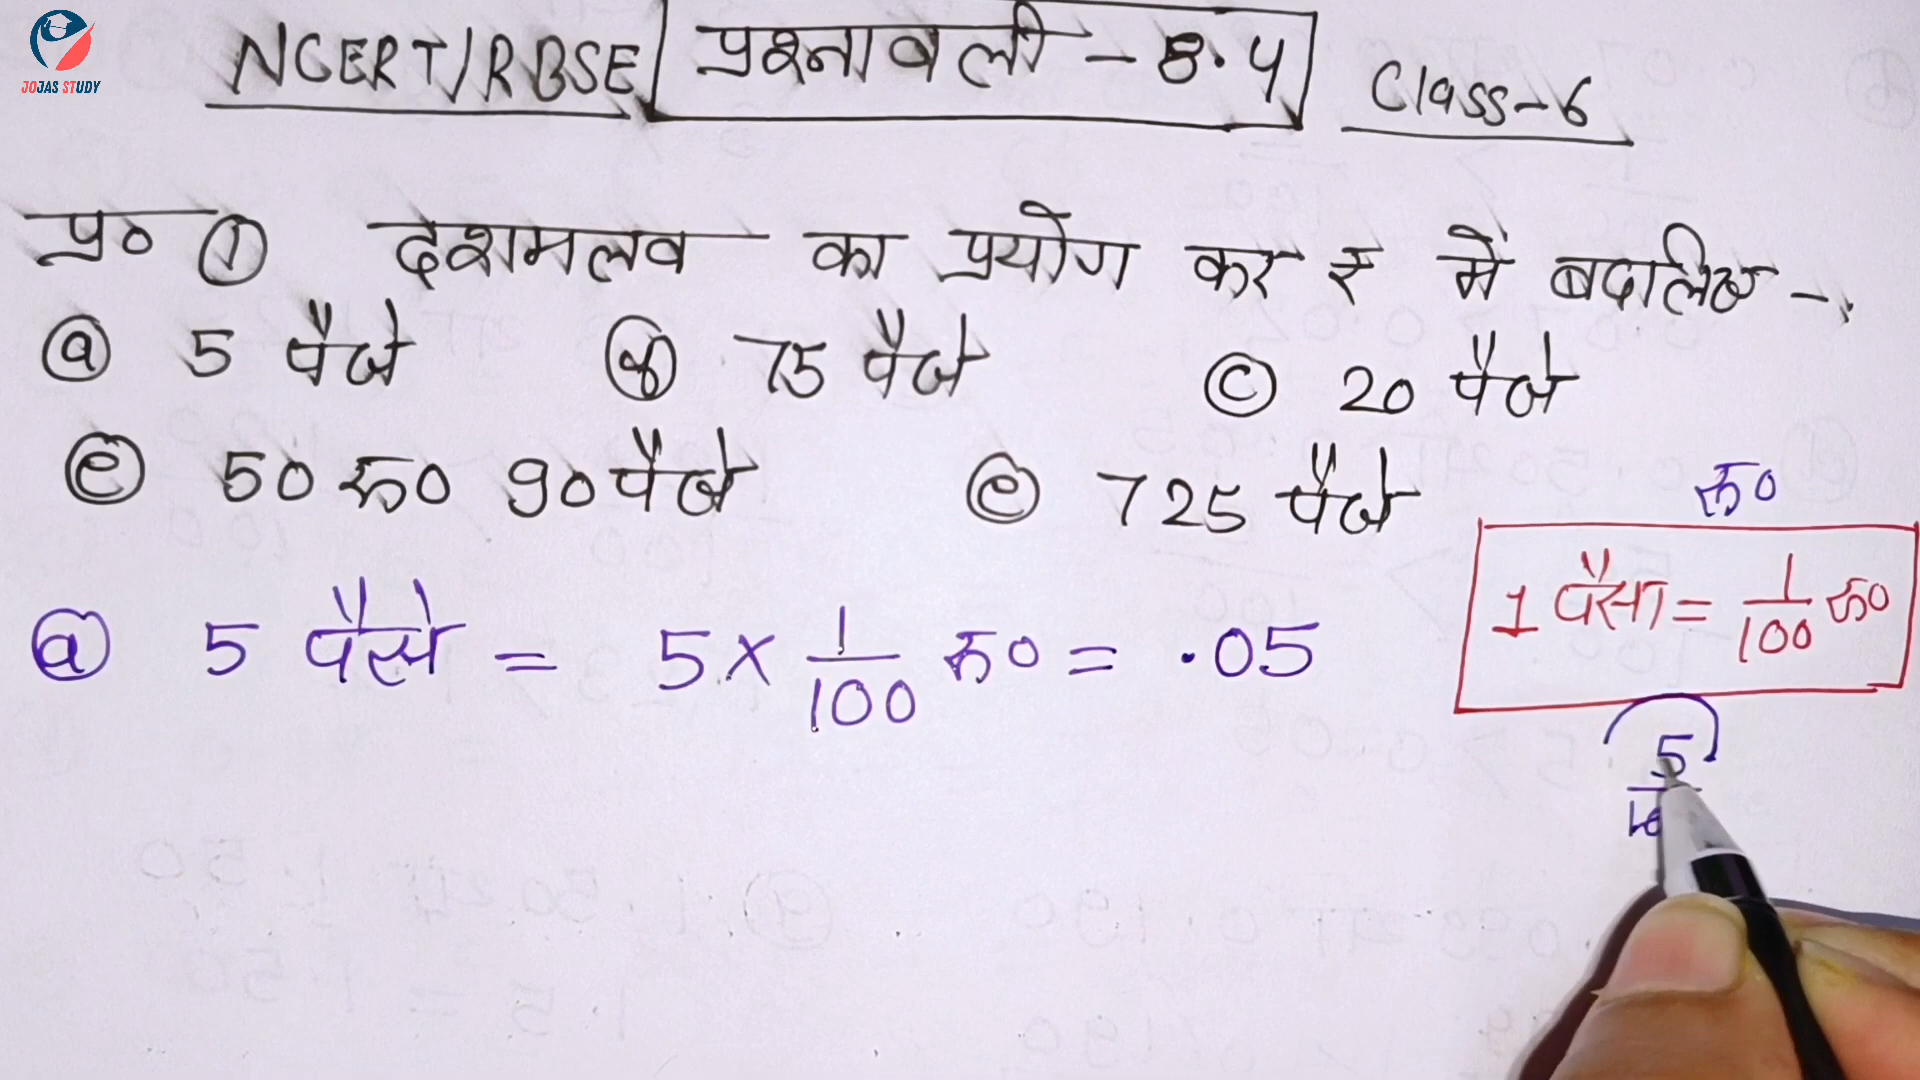 JOJAS STUDY
NCERT/RBSE प्रश्नावली - 8.4 Class-6
प्र० ① दशमलव का प्रयोग कर ₹ में बदलिए -
ⓐ 5 पैसे ⓑ 75 पैसे ⓒ 20 पैसे
ⓔ 50 रू० 90 पैसे ⓔ 725 पैसे
रू०
1 पैसा = 1/100 रू०
ⓐ 5 पैसे = 5 × 1/100 रू० = .05
5